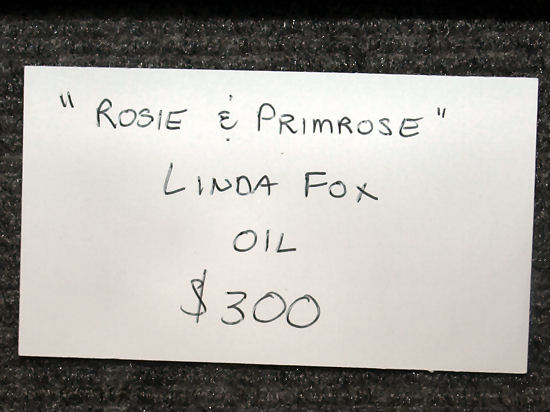 "ROSIE & PRIMROSE"
LINDA FOX
OIL
$300